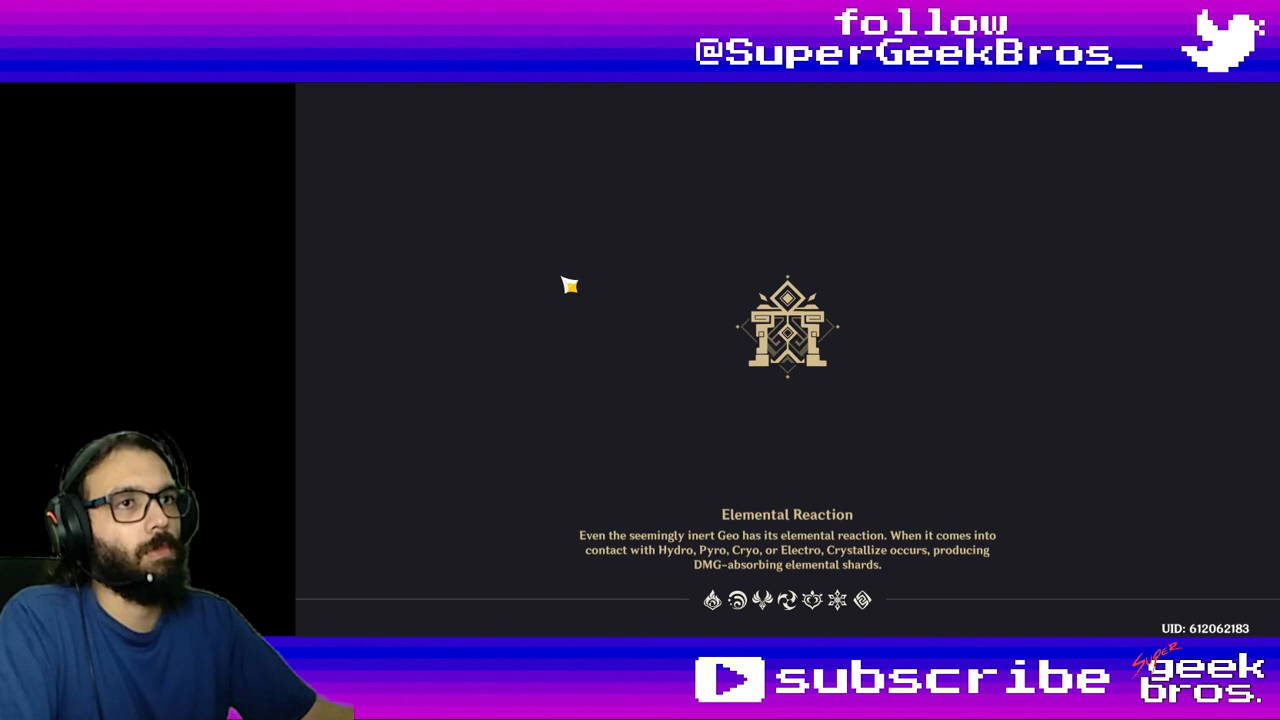 follow
@SuperGeekBros_
Elemental Reaction
Even the seemingly inert Geo has its elemental reaction. When it comes into
contact with Hydro, Pyro, Cryo, or Electro, Crystallize occurs, producing
DMG-absorbing elemental shards.
UID: 612062183
subscribe
SUPER
geek
bros.